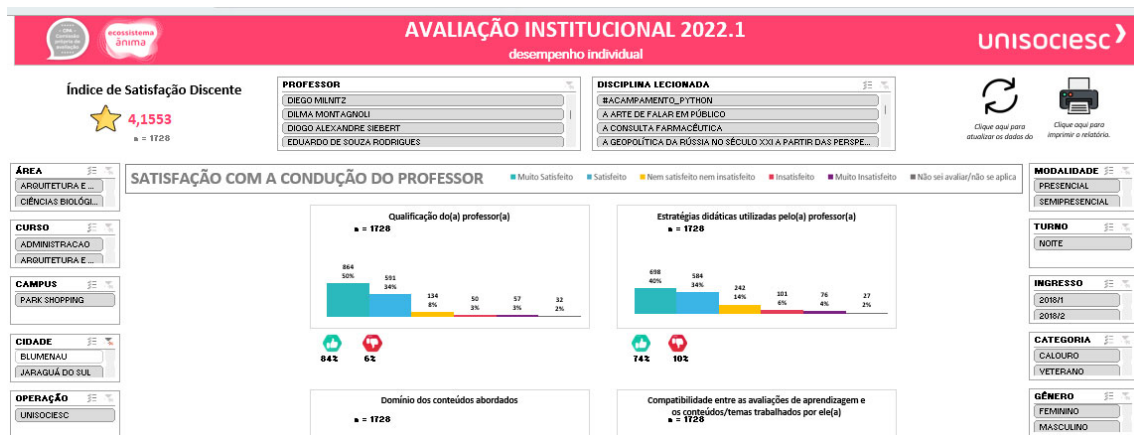 AVALIAÇÃO INSTITUCIONAL 2022.1
desempenho individual
ecossistema
ânima
unisociesc
Índice de Satisfação Discente
4,1553
n = 1728
PROFESSOR
DIEGO MILNITZ
DILMA MONTAGNOLI
DIOGO ALEXANDRE SIEBERT
EDUARDO DE SOUZA RODRIGUES
DISCIPLINA LECIONADA
#ACAMPAMENTO_PYTHON
A ARTE DE FALAR EM PÚBLICO
A CONSULTA FARMACÊUTICA
A GEOPOLÍTICA DA RÚSSIA NO SÉCULO XXI A PARTIR DAS PERSPE...
Clique aqui para
atualizar os dados do
Clique aqui para
imprimir o relatório.
ÁREA
ARQUITETURA E ...
CIÊNCIAS BIOLÓGI...
CURSO
ADMINISTRACAO
ARQUITETURA E ...
CAMPUS
PARK SHOPPING
CIDADE
BLUMENAU
JARAGUÁ DO SUL
OPERAÇÃO
UNISOCIESC
SATISFAÇÃO COM A CONDUÇÃO DO PROFESSOR
Muito Satisfeito
Satisfeito
Nem satisfeito nem insatisfeito
Insatisfeito
Muito Insatisfeito
Não sei avaliar/não se aplica
Qualificação do(a) professor(a)
n = 1728
864
50%
591
34%
134
8%
50
3%
57
3%
32
2%
84%
6%
Estratégias didáticas utilizadas pelo(a) professor(a)
n = 1728
698
40%
584
34%
242
14%
101
6%
76
4%
27
2%
74%
10%
Domínio dos conteúdos abordados
n = 1728
Compatibilidade entre as avaliações de aprendizagem e
os conteúdos/temas trabalhados por ele(a)
n = 1728
MODALIDADE
PRESENCIAL
SEMIPRESENCIAL
TURNO
NOITE
INGRESSO
2018/1
2018/2
CATEGORIA
CALOURO
VETERANO
GÊNERO
FEMININO
MASCULINO